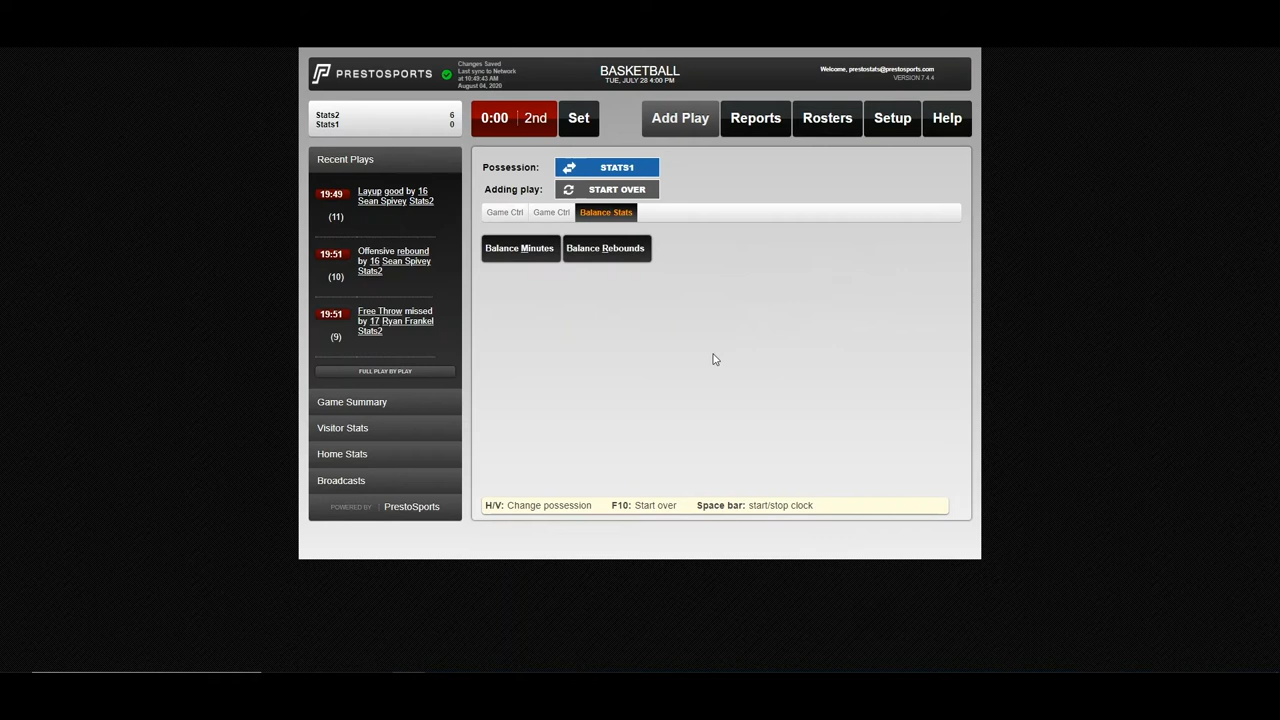 PRESTOSPORTS
Changes Saved
Last sync to Network
at 10:49:43 AM
August 04, 2020
BASKETBALL
TUE, JULY 28 4:00 PM
Welcome, prestostats@prestosports.com
VERSION 7.4.4
Stats2 6
Stats1 0
0:00 2nd Set
Add Play Reports Rosters Setup Help
Recent Plays
19:49 Layup good by 16
Sean Spivey Stats2
(11)
19:51 Offensive rebound
by 16 Sean Spivey
Stats2
(10)
19:51 Free Throw missed
by 17 Ryan Frankel
Stats2
(9)
FULL PLAY BY PLAY
Game Summary
Visitor Stats
Home Stats
Broadcasts
POWERED BY PrestoSports
Possession: STATS1
Adding play: START OVER
Game Ctrl Game Ctrl Balance Stats
Balance Minutes Balance Rebounds
H/V: Change possession F10: Start over Space bar: start/stop clock